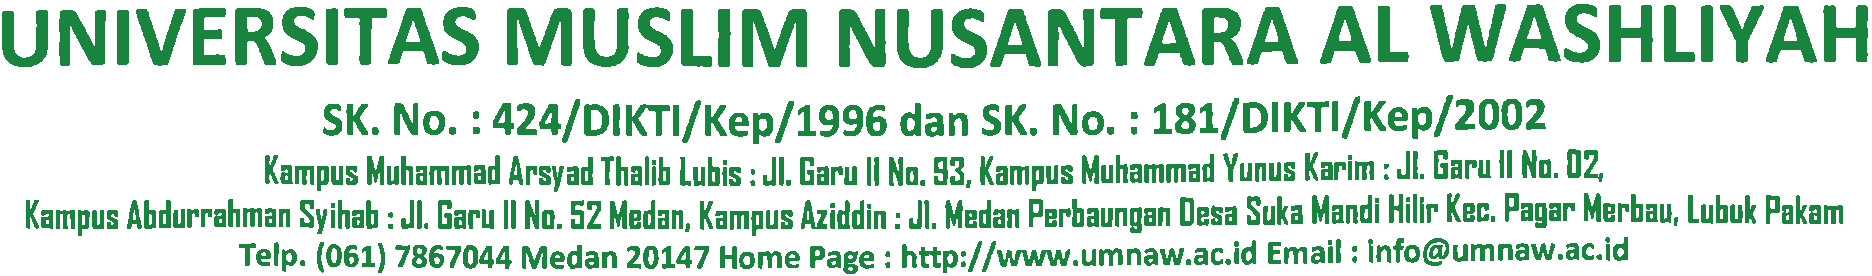 UNIVERSITAS MUSLIM NUSANTARA AL WASHLIYAH
SK. No. : 424/DIKTI/Kep/1996 dan SK. No. : 181/DIKTI/Kep/2002
Kampus Muhammad Arsyad Thalib Lubis : Jl. Garu II No. 93, Kampus Muhammad Yunus Karim : Jl. Garu II No. 02,
Kampus Abdurrahman Syihab : Jl. Garu II No. 52 Medan, Kampus Aziddin : Jl. Medan Perbaungan Desa Suka Mandi Hilir Kec. Pagar Merbau, Lubuk Pakam
Telp. (061) 7867044 Medan 20147 Home Page : http://www.umnaw.ac.id Email : info@umnaw.ac.id